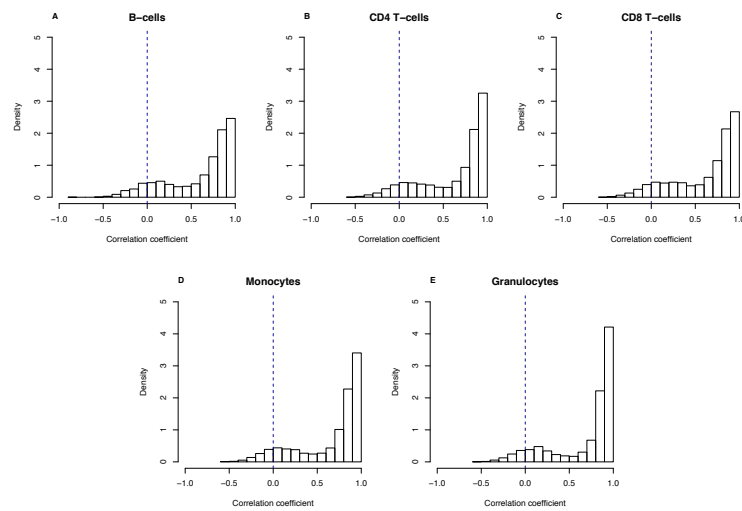 A
B−cells
5
4
3
2
1
0
Density
−1.0 −0.5 0.0 0.5 1.0
Correlation coefficient
B
CD4 T−cells
5
4
3
2
1
0
Density
−1.0 −0.5 0.0 0.5 1.0
Correlation coefficient
C
CD8 T−cells
5
4
3
2
1
0
Density
−1.0 −0.5 0.0 0.5 1.0
Correlation coefficient
D
Monocytes
5
4
3
2
1
0
Density
−1.0 −0.5 0.0 0.5 1.0
Correlation coefficient
E
Granulocytes
5
4
3
2
1
0
Density
−1.0 −0.5 0.0 0.5 1.0
Correlation coefficient